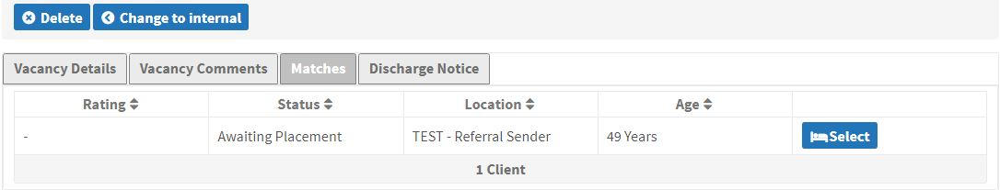 Delete Change to internal
Vacancy Details Vacancy Comments Matches Discharge Notice
Rating Status Location Age
- Awaiting Placement TEST - Referral Sender 49 Years Select
1 Client